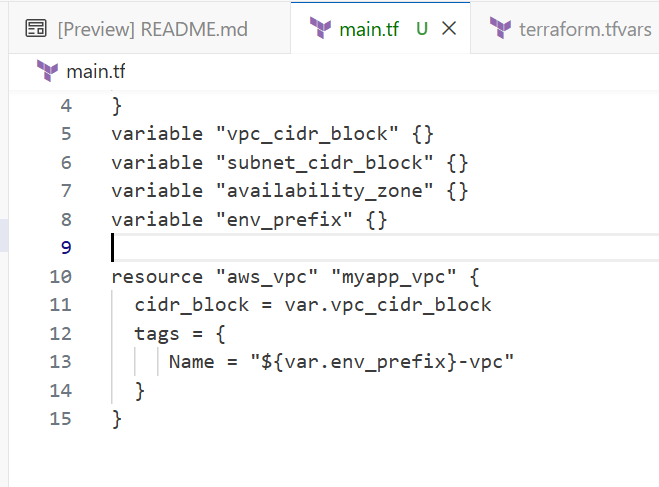 [Preview] README.md main.tf U terraform.tfvars
main.tf
4 }
5 variable "vpc_cidr_block" {}
6 variable "subnet_cidr_block" {}
7 variable "availability_zone" {}
8 variable "env_prefix" {}
9
10 resource "aws_vpc" "myapp_vpc" {
11 cidr_block = var.vpc_cidr_block
12 tags = {
13 Name = "${var.env_prefix}-vpc"
14 }
15 }